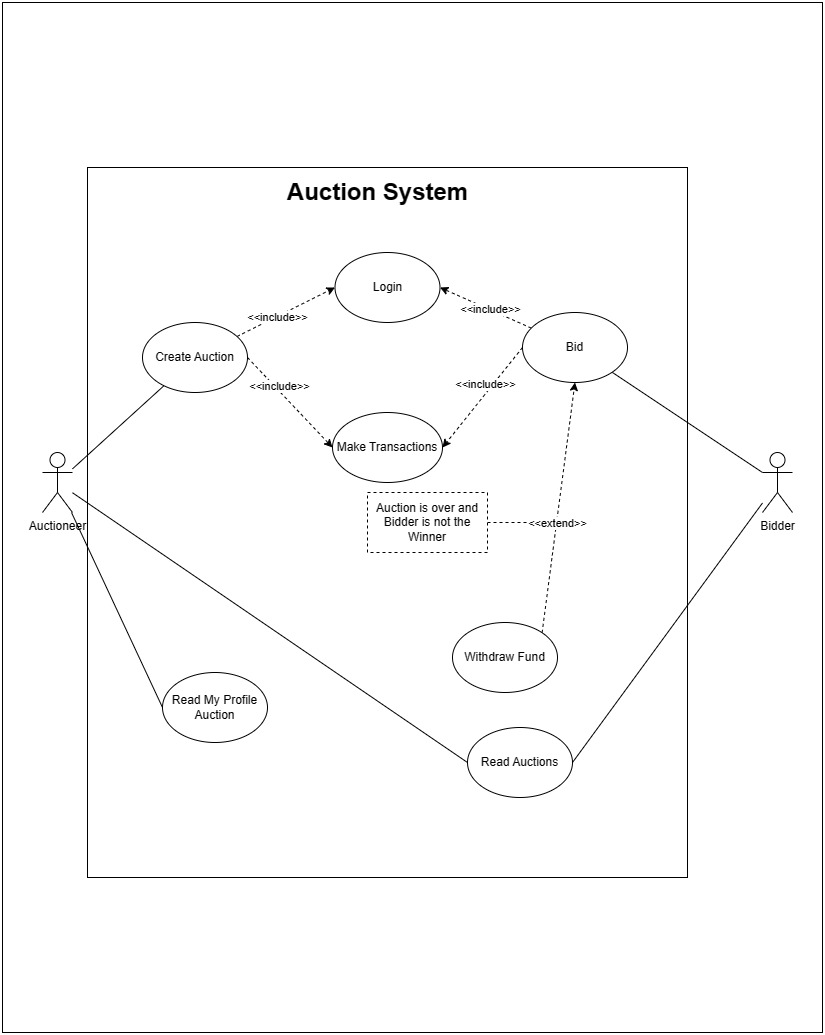 Auction System
Login
<<include>>
<<include>>
Bid
Create Auction
<<include>>
<<include>>
Make Transactions
Auction is over and
Bidder is not the
Winner
<<extend>>
Auctioneer
Bidder
Withdraw Fund
Read My Profile
Auction
Read Auctions